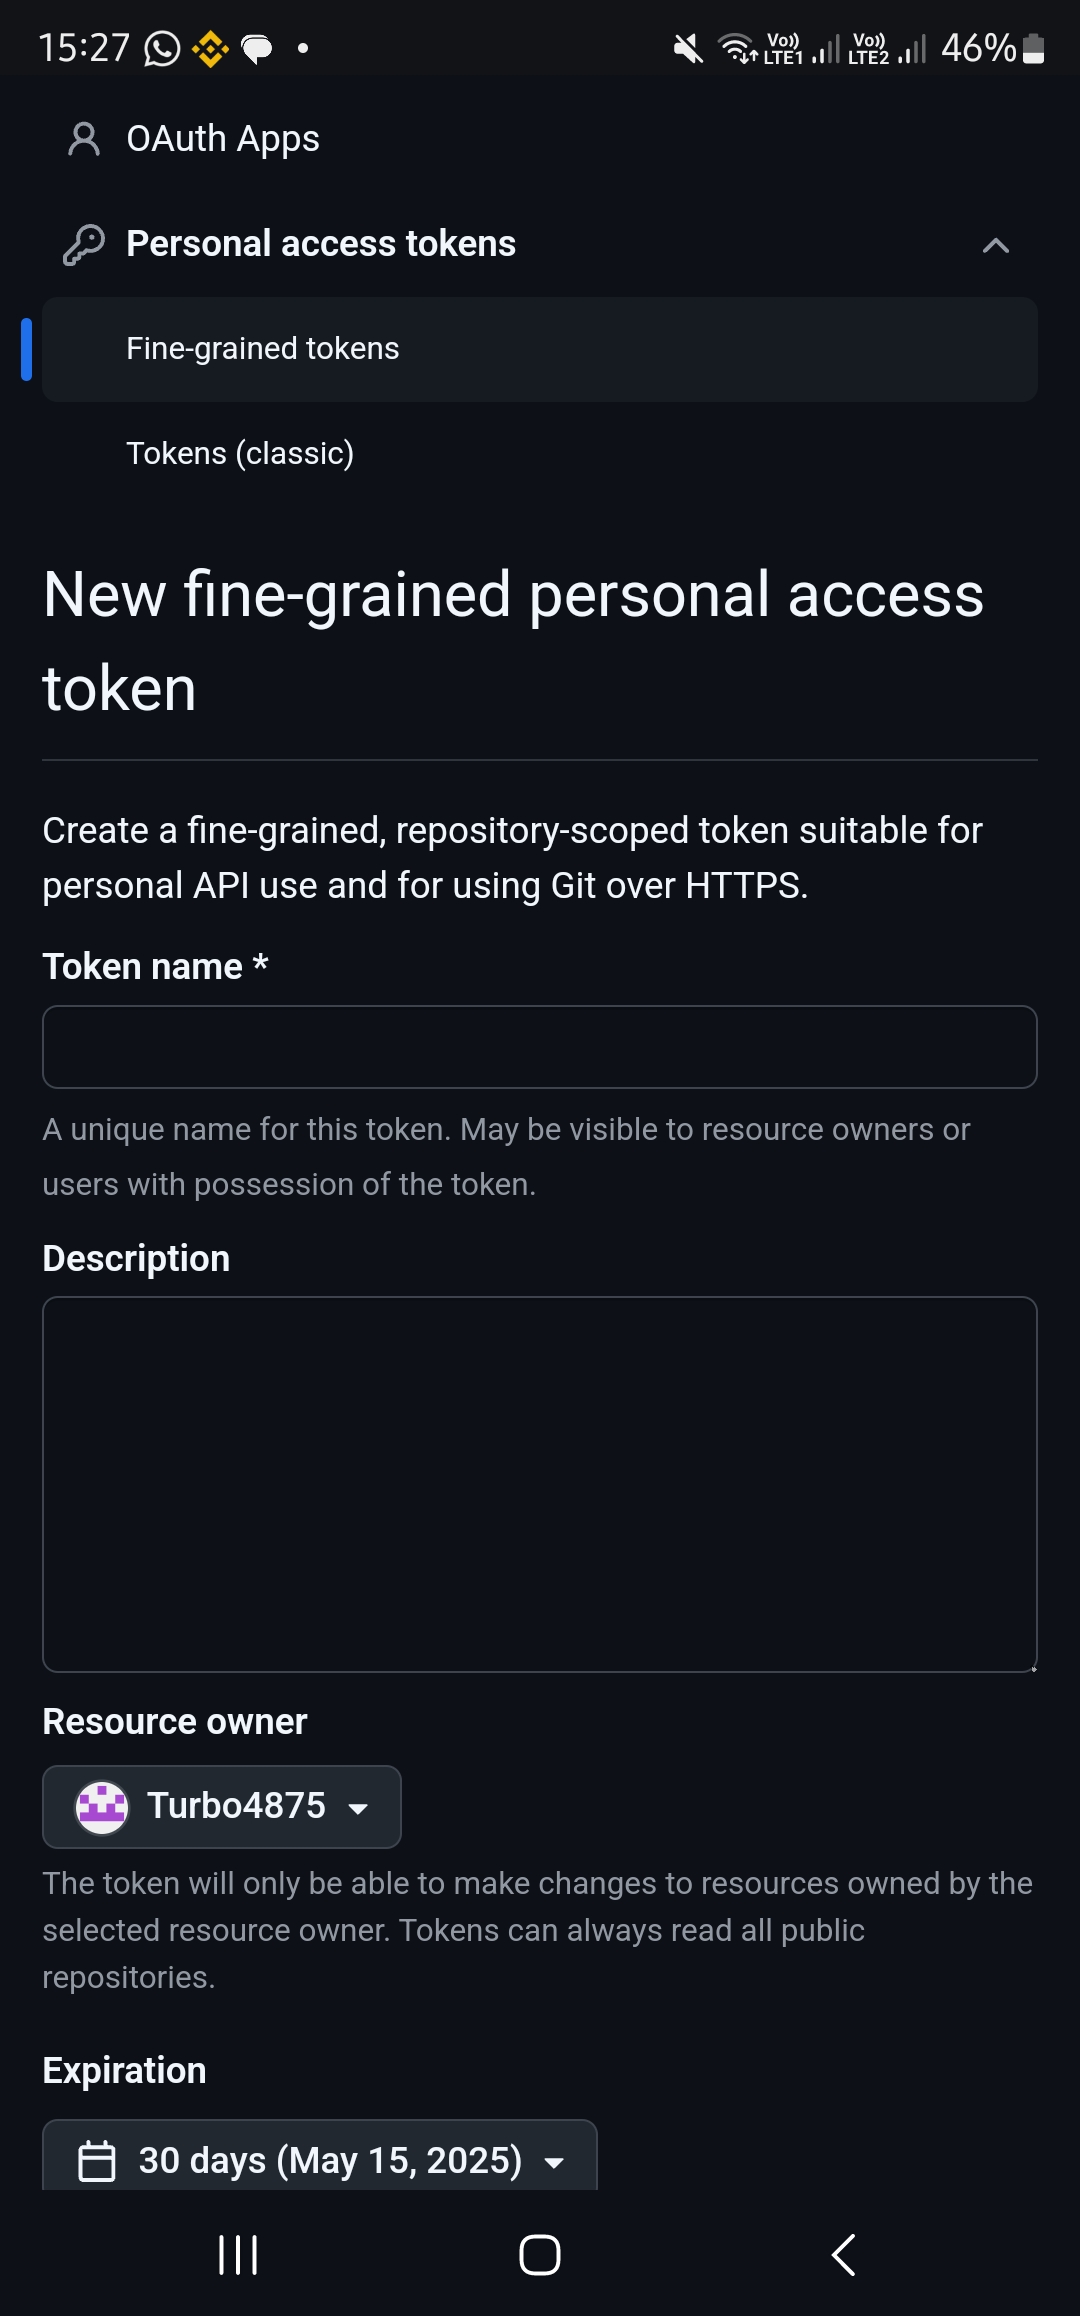 15:27 Vo)) LTE1 Vo)) LTE2 46%
OAuth Apps
Personal access tokens
Fine-grained tokens
Tokens (classic)
New fine-grained personal access
token
Create a fine-grained, repository-scoped token suitable for
personal API use and for using Git over HTTPS.
Token name *
A unique name for this token. May be visible to resource owners or
users with possession of the token.
Description
Resource owner
Turbo4875
The token will only be able to make changes to resources owned by the
selected resource owner. Tokens can always read all public
repositories.
Expiration
30 days (May 15, 2025)